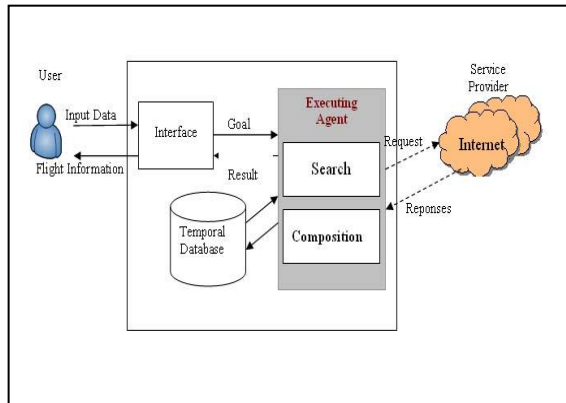 User
Service
Provider
Executing
Agent
Input Data
Interface
Goal
Request
Internet
Flight Information
Result
Search
Temporal
Database
Composition
Reponses